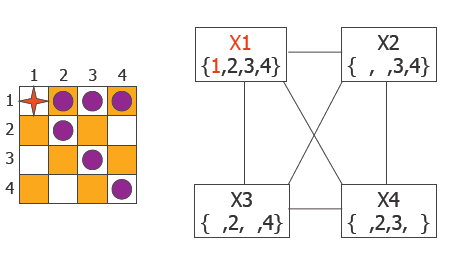 X1
{1,2,3,4}
X2
{ , ,3,4}
1 2 3 4
1
2
3
4
X3
{ ,2, ,4}
X4
{ ,2,3, }